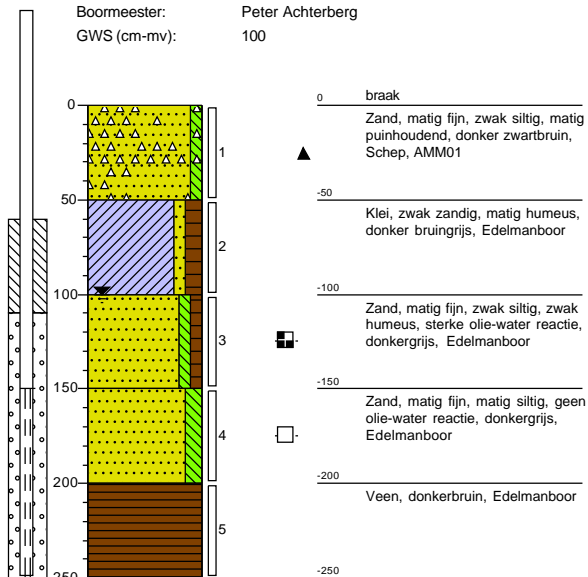 Boormeester: Peter Achterberg
GWS (cm-mv): 100
0
50
100
150
200
250
1
2
3
4
5
0 braak
Zand, matig fijn, zwak siltig, matig
puinhoudend, donker zwartbruin,
Schep, AMM01
-50
Klei, zwak zandig, matig humeus,
donker bruingrijs, Edelmanboor
-100
Zand, matig fijn, zwak siltig, zwak
humeus, sterke olie-water reactie,
donkergrijs, Edelmanboor
-150
Zand, matig fijn, matig siltig, geen
olie-water reactie, donkergrijs,
Edelmanboor
-200
Veen, donkerbruin, Edelmanboor
-250